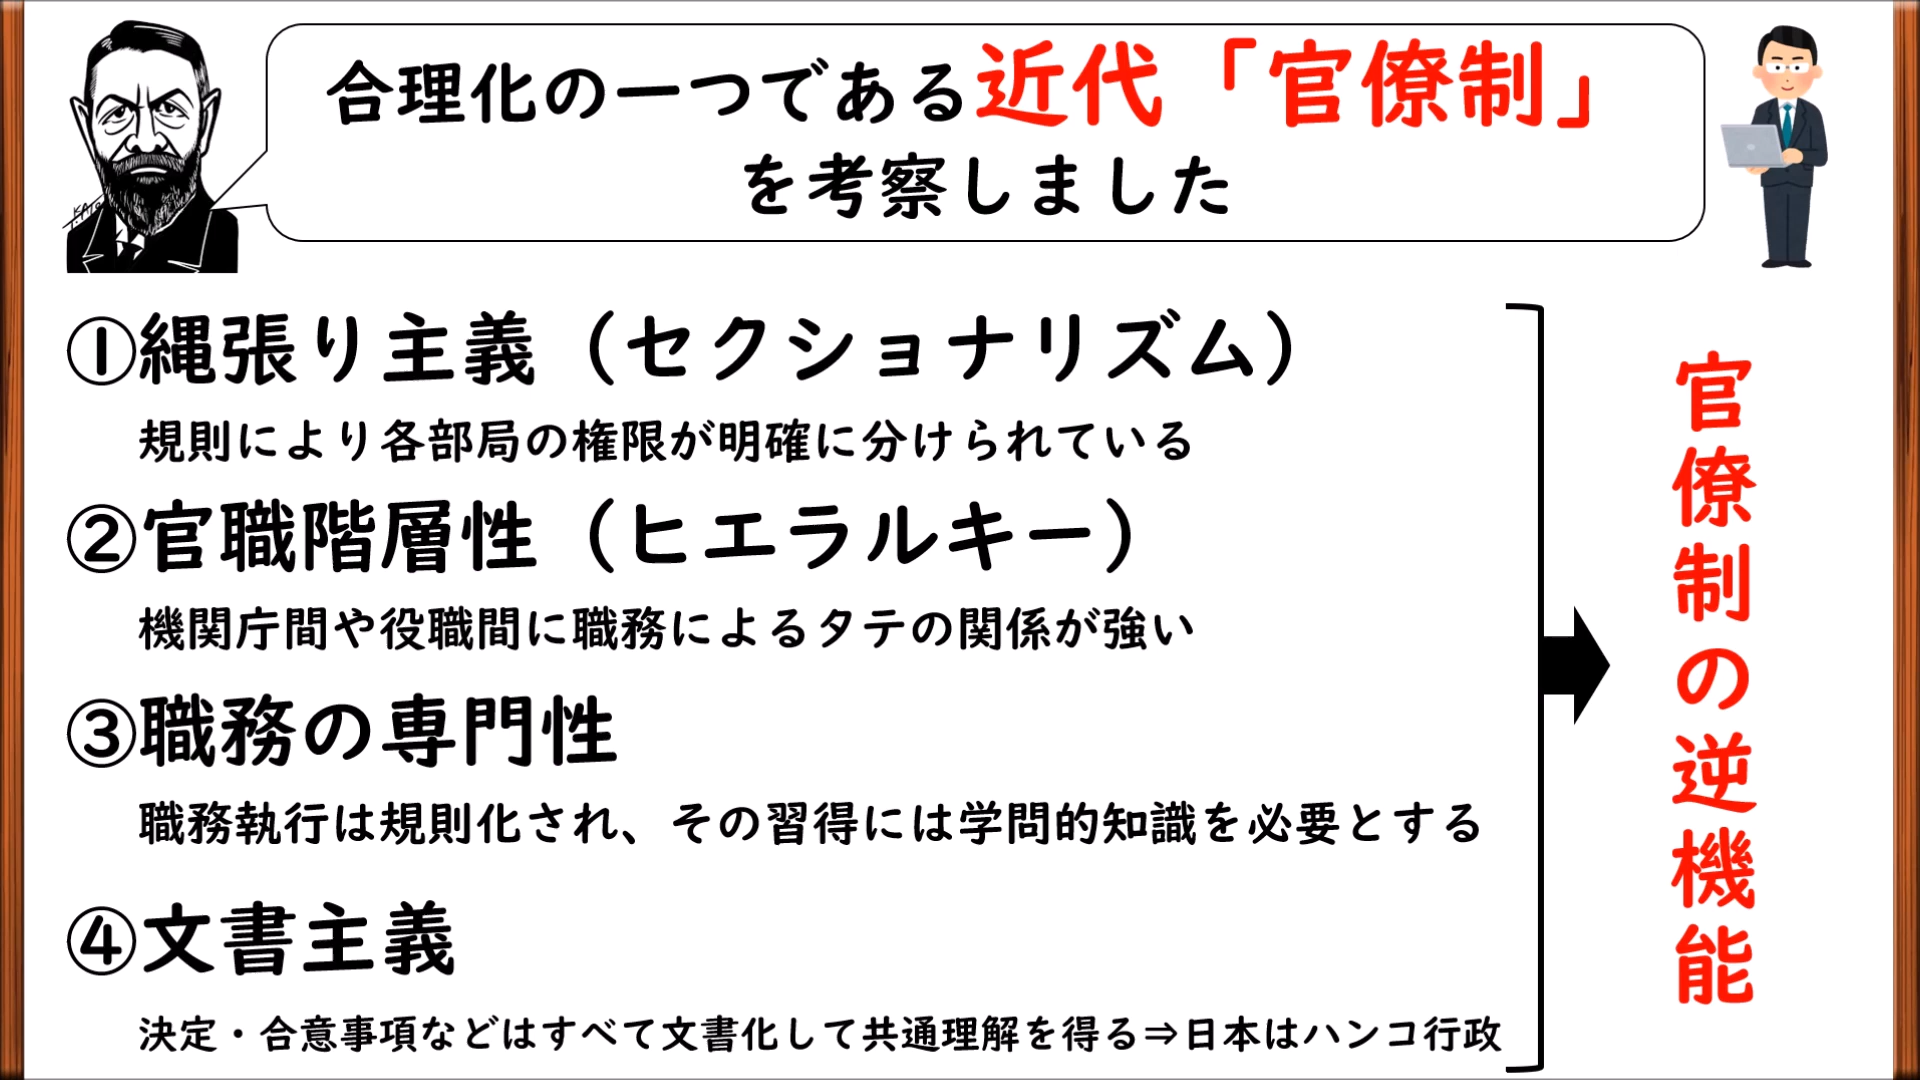 合理化の一つである近代「官僚制」
を考察しました
①縄張り主義（セクショナリズム）
規則により各部局の権限が明確に分けられている
②官職階層性（ヒエラルキー）
機関庁間や役職間に職務によるタテの関係が強い
③職務の専門性
職務執行は規則化され、その習得には学問的知識を必要とする
④文書主義
決定・合意事項などはすべて文書化して共通理解を得る⇒日本はハンコ行政
官僚制の逆機能